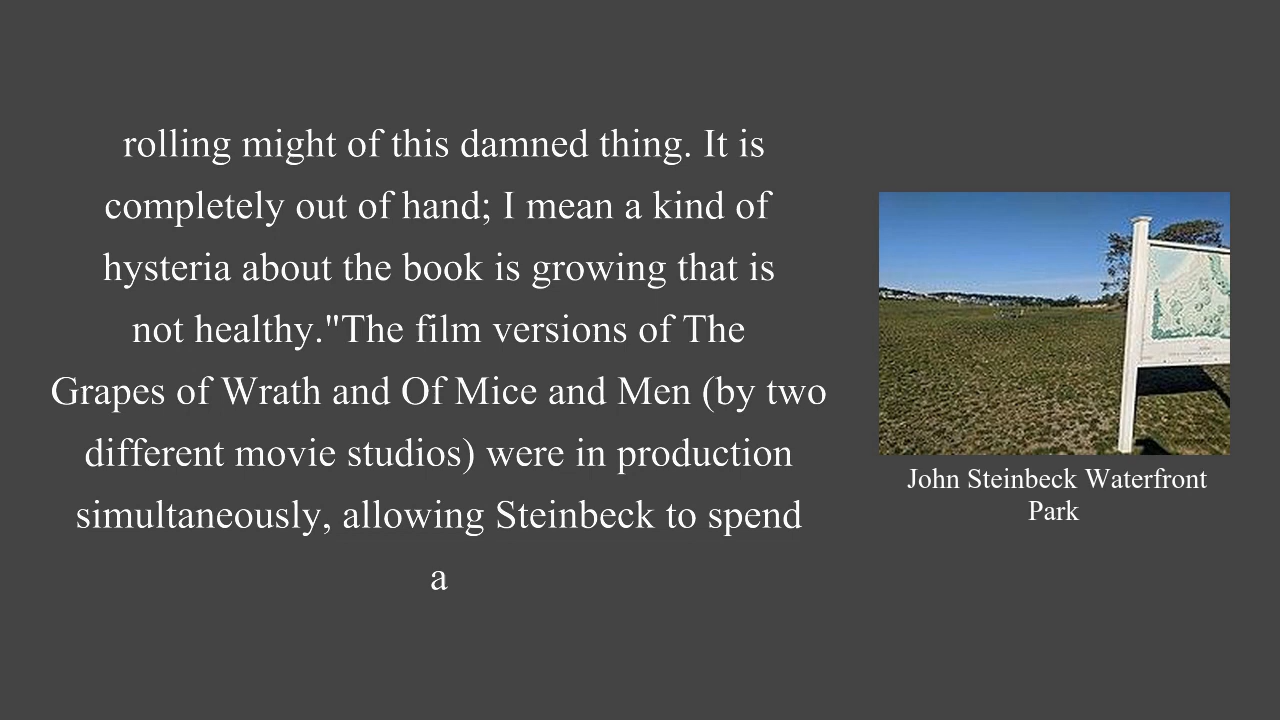 rolling might of this damned thing. It is
completely out of hand; I mean a kind of
hysteria about the book is growing that is
not healthy."The film versions of The
Grapes of Wrath and Of Mice and Men (by two
different movie studios) were in production
simultaneously, allowing Steinbeck to spend
a
John Steinbeck Waterfront
Park